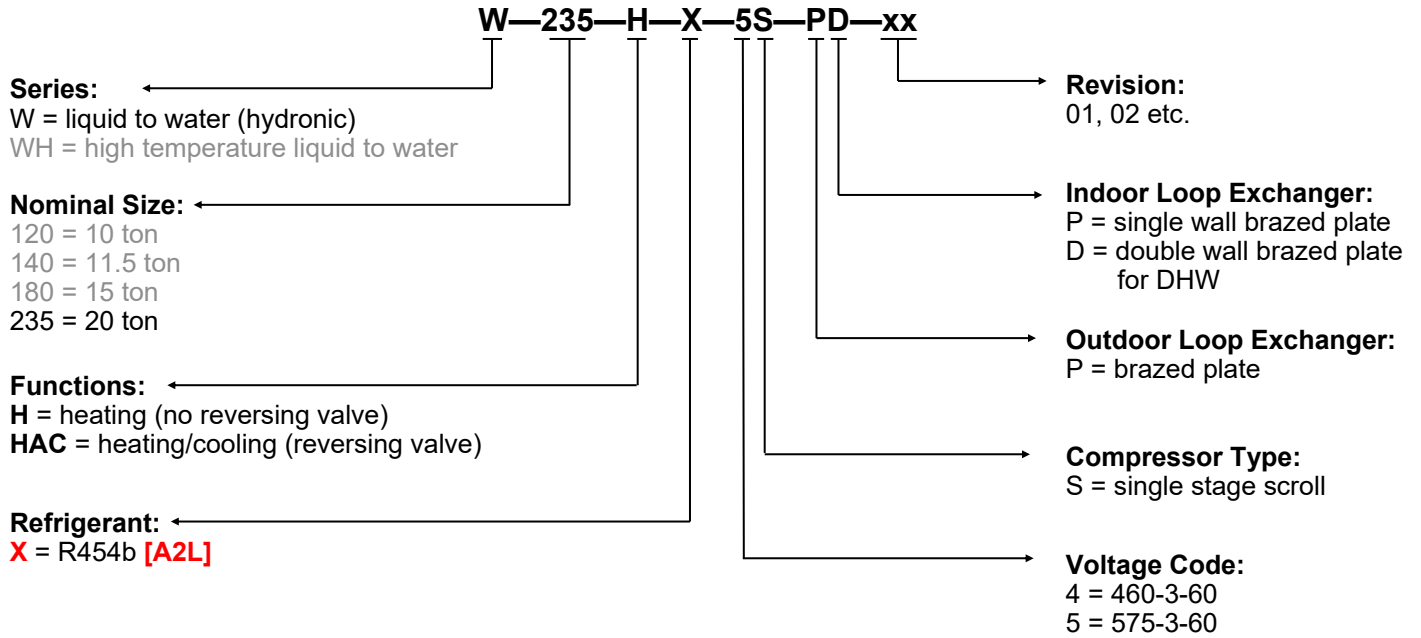 W—235—H—X—5S—PD—xx
Series:
W = liquid to water (hydronic)
WH = high temperature liquid to water
Nominal Size:
120 = 10 ton
140 = 11.5 ton
180 = 15 ton
235 = 20 ton
Functions:
H = heating (no reversing valve)
HAC = heating/cooling (reversing valve)
Refrigerant:
X = R454b [A2L]
Revision:
01, 02 etc.
Indoor Loop Exchanger:
P = single wall brazed plate
D = double wall brazed plate
for DHW
Outdoor Loop Exchanger:
P = brazed plate
Compressor Type:
S = single stage scroll
Voltage Code:
4 = 460-3-60
5 = 575-3-60